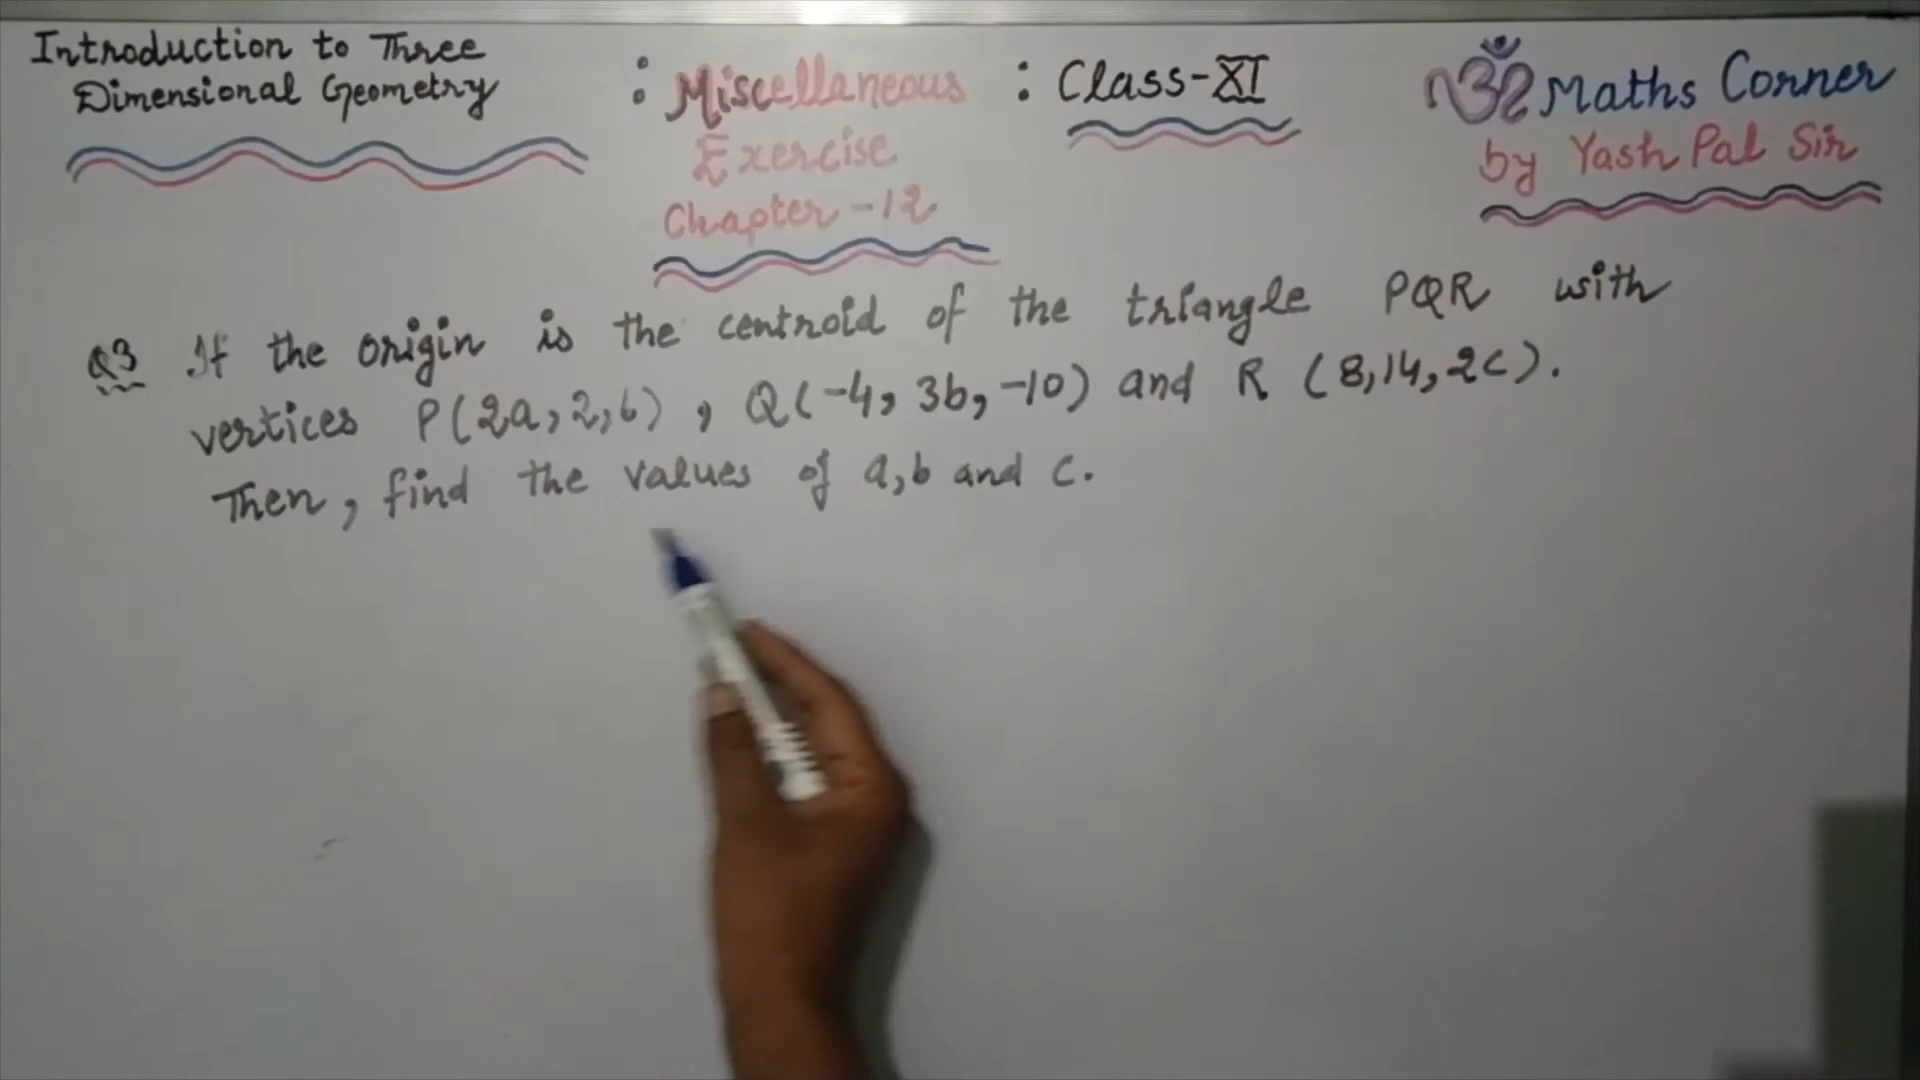 Introduction to Three
Dimensional Geometry
: Miscellaneous
Exercise
Chapter-12
: Class-XI
ॐ Maths Corner
by Yash Pal Sir
Q3 If the origin is the centroid of the triangle PQR with
vertices P(2a,2,6), Q(-4, 3b, -10) and R (8,14,2c).
Then, find the values of a,b and c.